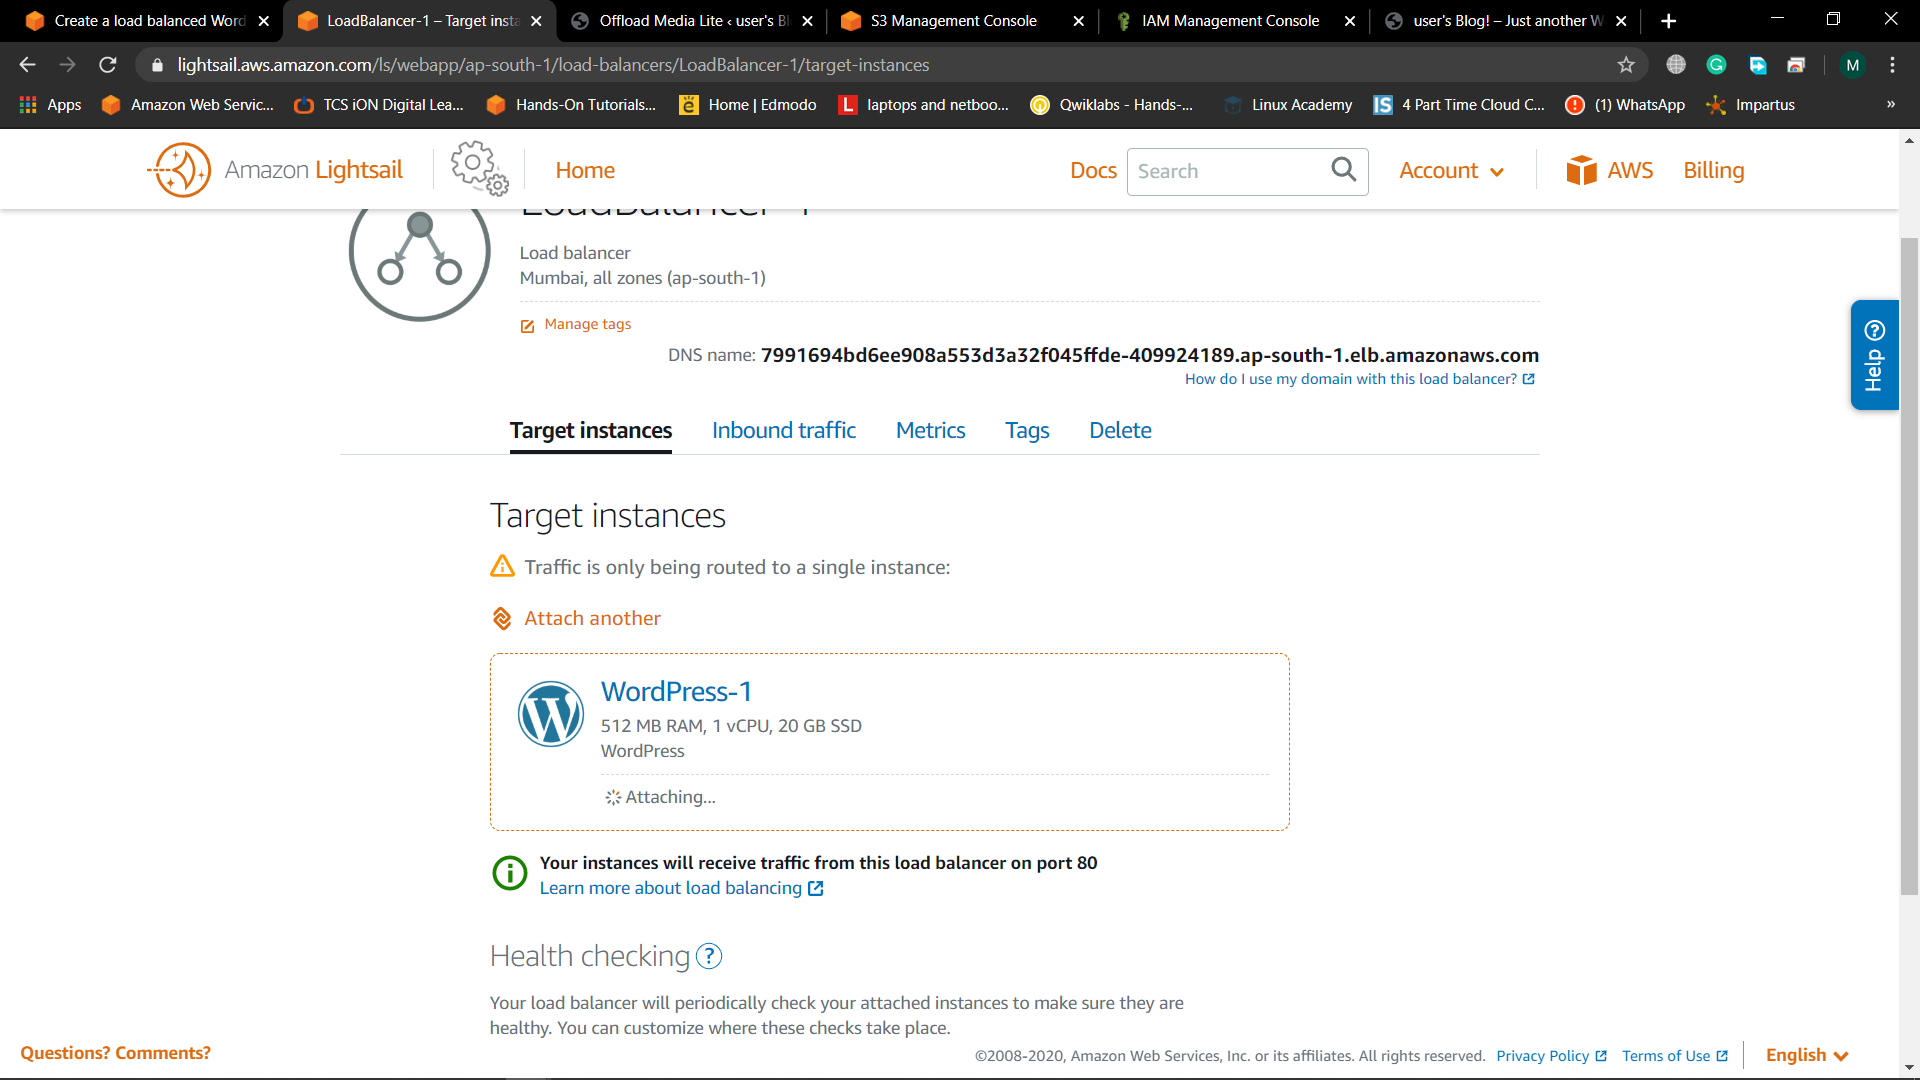 Create a load balanced Word
LoadBalancer-1 – Target insta
Offload Media Lite ‹ user's Bl
S3 Management Console
IAM Management Console
user's Blog! – Just another W
lightsail.aws.amazon.com/ls/webapp/ap-south-1/load-balancers/LoadBalancer-1/target-instances
M
Apps
Amazon Web Servic...
TCS iON Digital Lea...
Hands-On Tutorials...
Home | Edmodo
laptops and netboo...
Qwiklabs - Hands-...
Linux Academy
4 Part Time Cloud C...
(1) WhatsApp
Impartus
»
Amazon Lightsail
Home
Docs
Search
Account
AWS
Billing
LoadBalancer-1
Load balancer
Mumbai, all zones (ap-south-1)
Manage tags
DNS name: 7991694bd6ee908a553d3a32f045ffde-409924189.ap-south-1.elb.amazonaws.com
How do I use my domain with this load balancer?
Help
Target instances
Inbound traffic
Metrics
Tags
Delete
Target instances
Traffic is only being routed to a single instance:
Attach another
WordPress-1
512 MB RAM, 1 vCPU, 20 GB SSD
WordPress
Attaching...
Your instances will receive traffic from this load balancer on port 80
Learn more about load balancing
Health checking ?
Your load balancer will periodically check your attached instances to make sure they are
healthy. You can customize where these checks take place.
Questions? Comments?
©2008-2020, Amazon Web Services, Inc. or its affiliates. All rights reserved.
Privacy Policy
Terms of Use
English